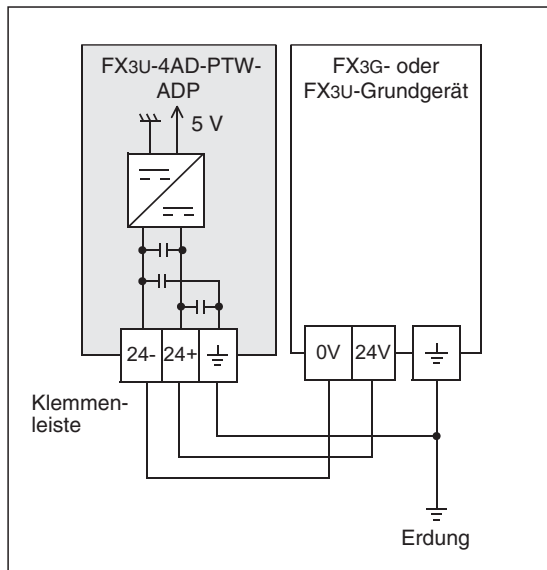 FX3U-4AD-PTW-
ADP
5 V
FX3G- oder
FX3U-Grundgerät
24-
24+
0V
24V
Klemmen-
leiste
Erdung